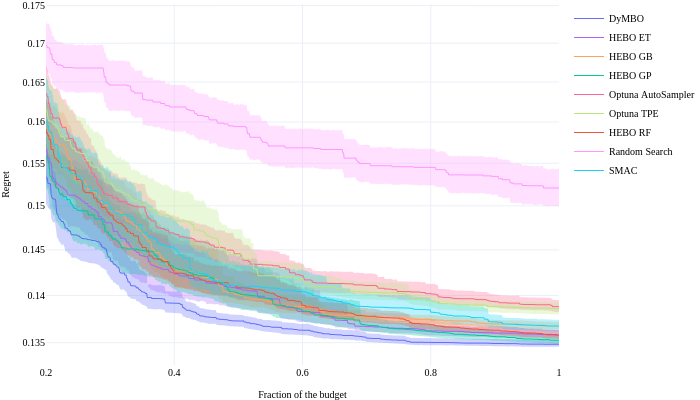 0.175
0.17
0.165
0.16
0.155
0.15
0.145
0.14
0.135
Regret
0.2
0.4
0.6
0.8
1
Fraction of the budget
DyMBO
HEBO ET
HEBO GB
HEBO GP
Optuna AutoSampler
Optuna TPE
HEBO RF
Random Search
SMAC